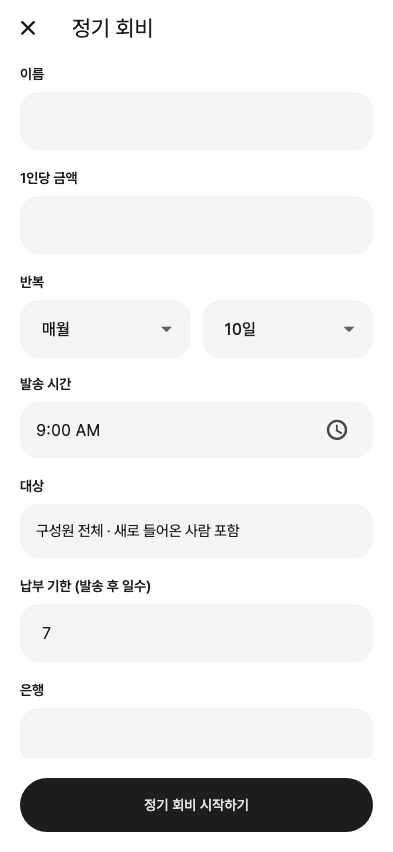 정기 회비
이름
1인당 금액
반복
매월
10일
발송 시간
9:00 AM
대상
구성원 전체 · 새로 들어온 사람 포함
납부 기한 (발송 후 일수)
7
은행
정기 회비 시작하기